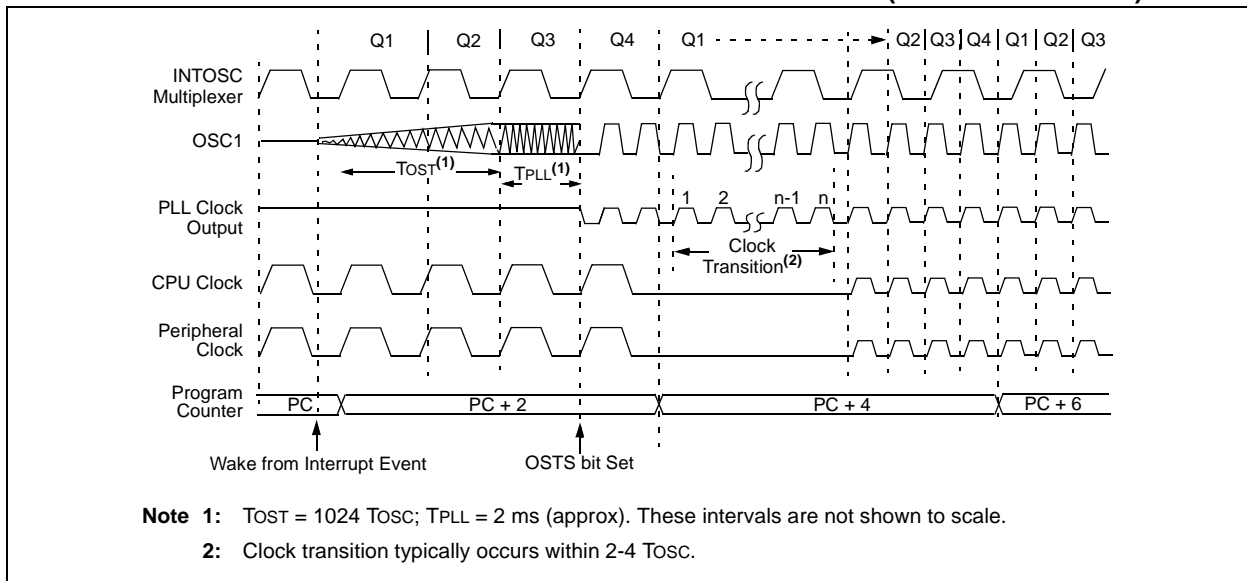 Q1 Q2 Q3 Q4 Q1 Q2 Q3 Q4 Q1 Q2 Q3
INTOSC
Multiplexer
OSC1
TOST(1)
TPLL(1)
1 2 n-1 n
PLL Clock
Output
Clock
Transition(2)
CPU Clock
Peripheral
Clock
Program
Counter
PC PC + 2 PC + 4 PC + 6
Wake from Interrupt Event OSTS bit Set
Note 1: TOST = 1024 TOSC; TPLL = 2 ms (approx). These intervals are not shown to scale.
2: Clock transition typically occurs within 2-4 TOSC.